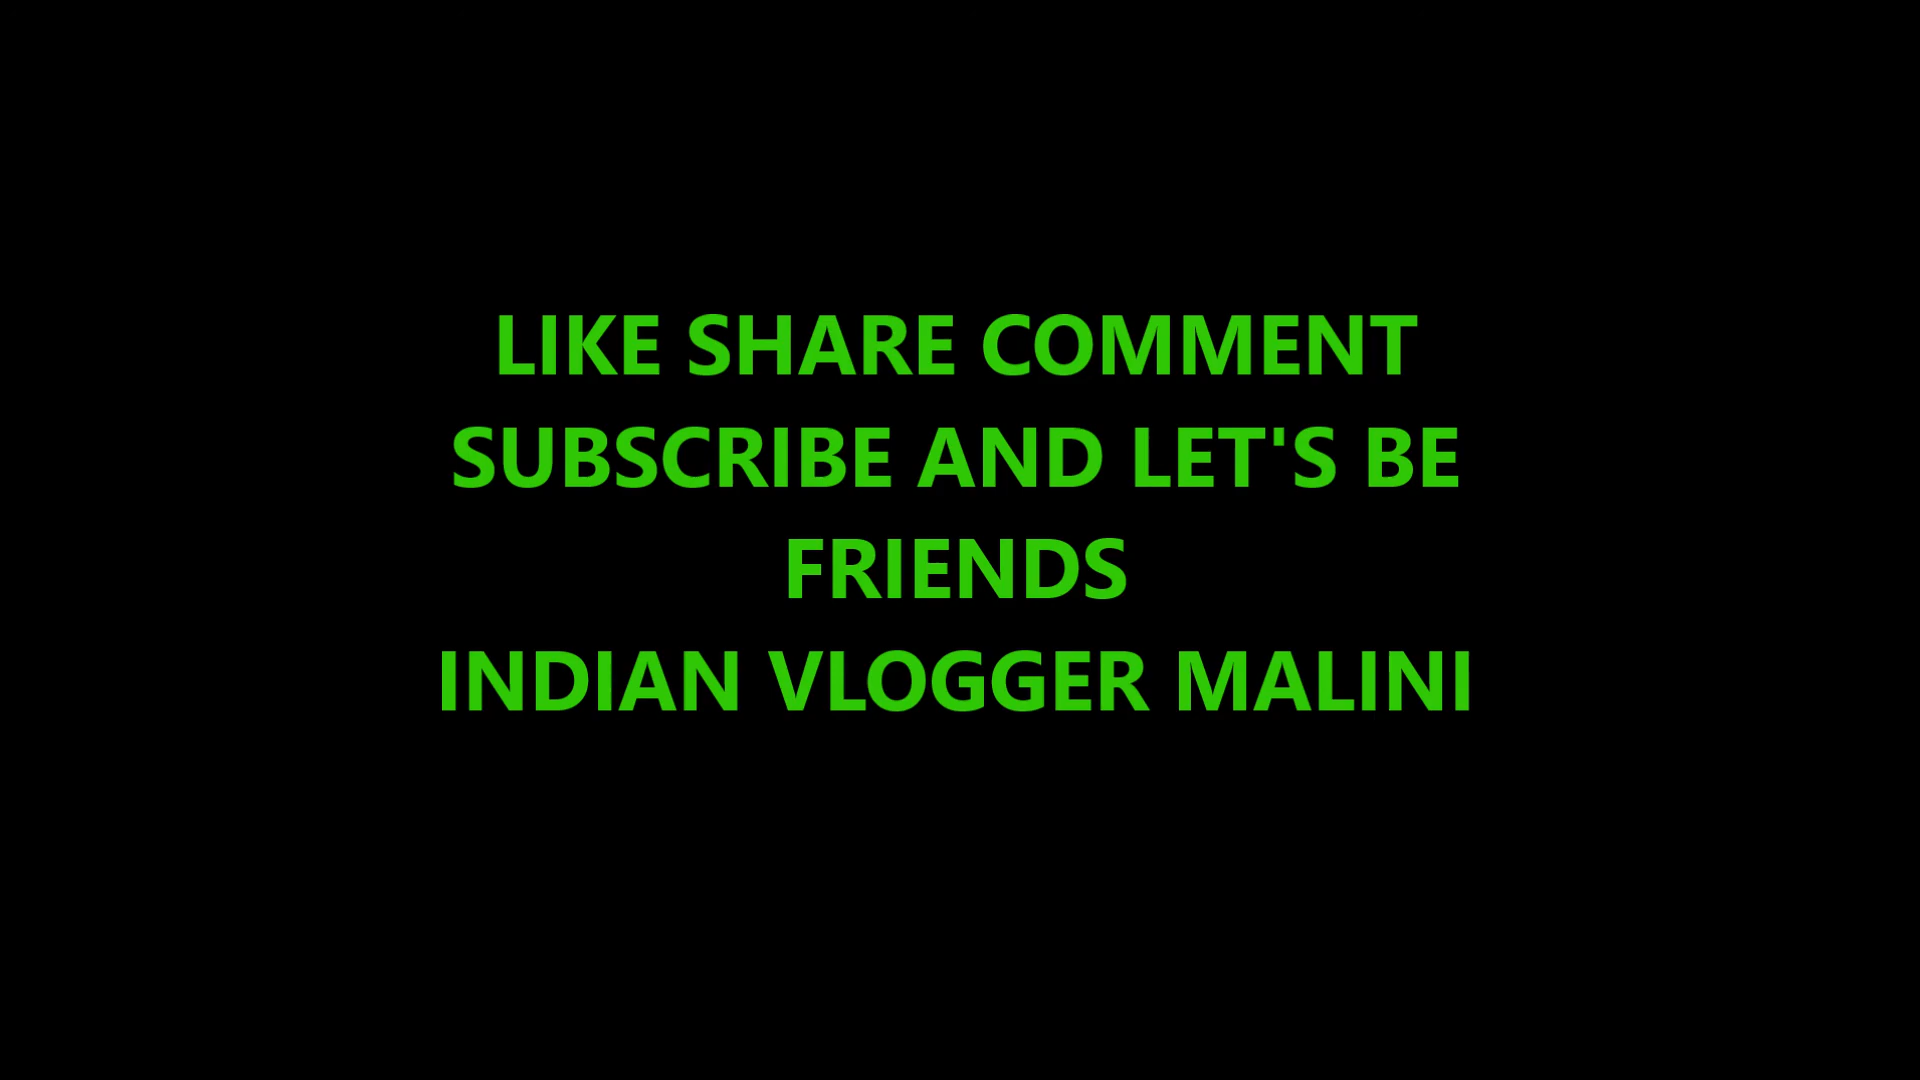 LIKE SHARE COMMENT
SUBSCRIBE AND LET'S BE
FRIENDS
INDIAN VLOGGER MALINI